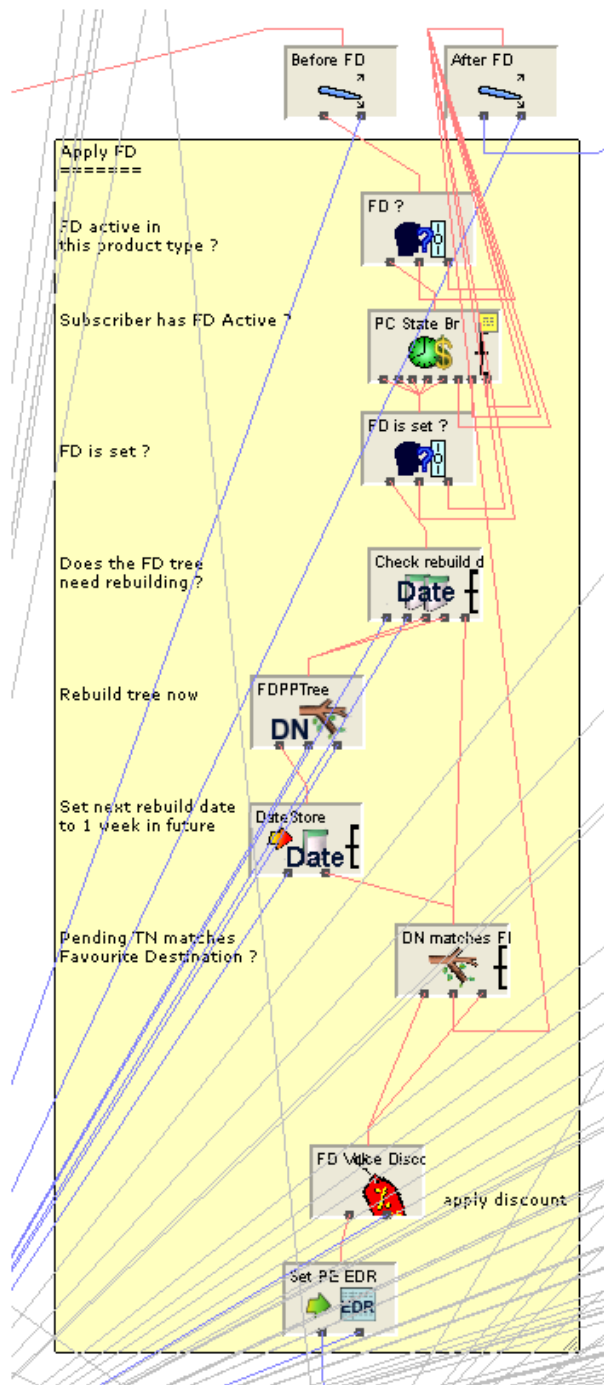 Before FD
After FD
Apply FD
=======
FD active in
this product type ?
FD ?
Subscriber has FD Active ?
PC State Br
FD is set ?
FD is set ?
Does the FD tree
need rebuilding ?
Check rebuild d
Date
Rebuild tree now
FDPPTree
DN
Set next rebuild date
to 1 week in future
DateStore
Date
Pending TN matches
Favourite Destination ?
DN matches FI
FD Voice Disco
apply discount
Set PE EDR
EDR